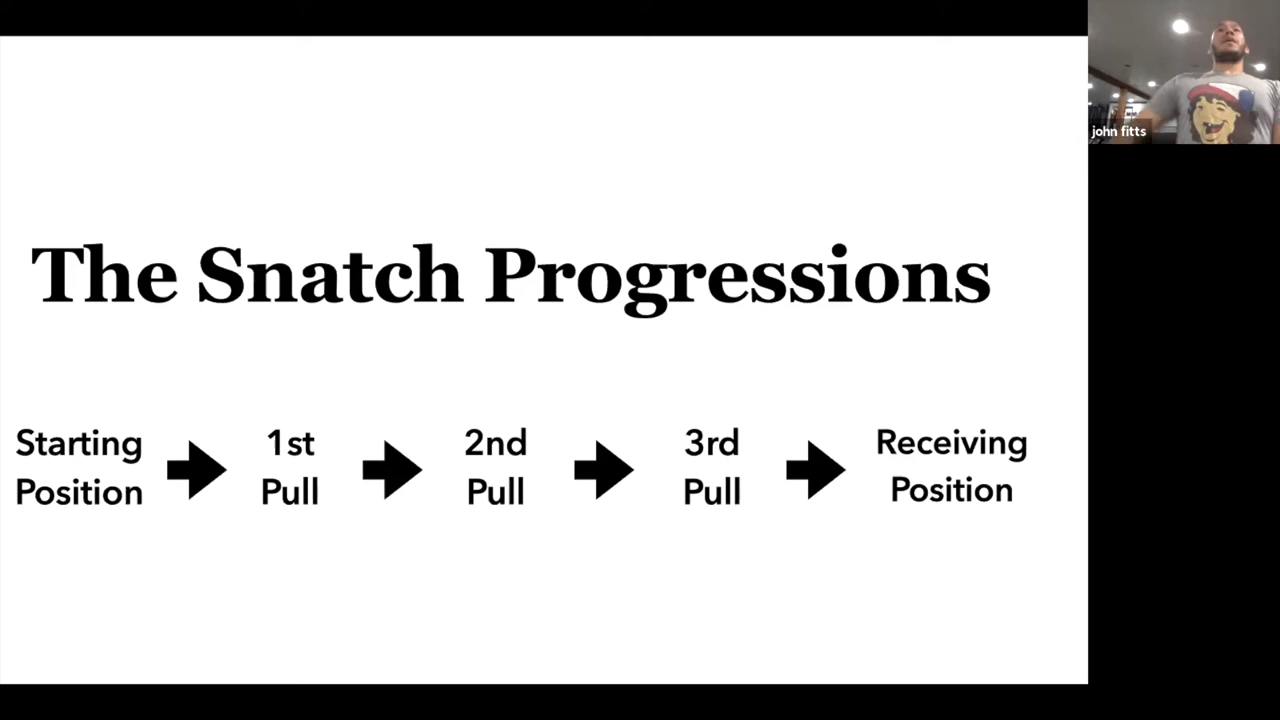 The Snatch Progressions
Starting
Position
1st
Pull
2nd
Pull
3rd
Pull
Receiving
Position
john fitts